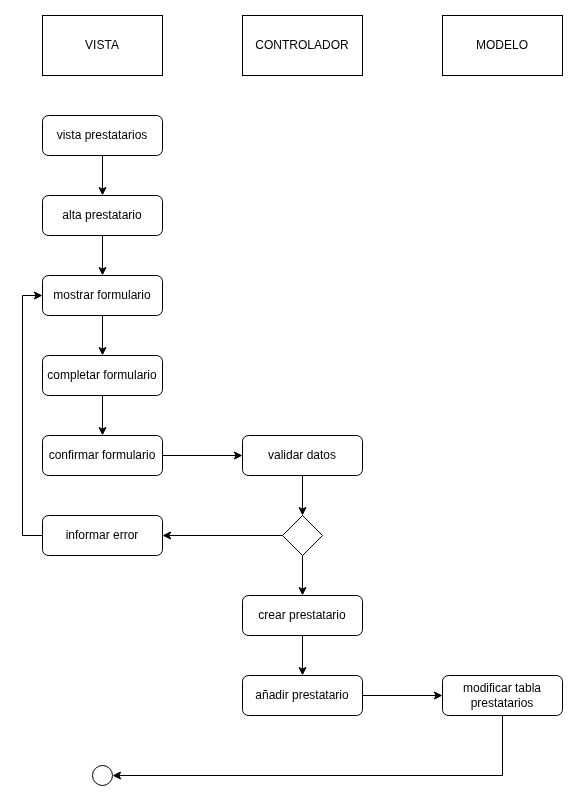 VISTA
CONTROLADOR
MODELO
vista prestatarios
alta prestatario
mostrar formulario
completar formulario
confirmar formulario
validar datos
informar error
crear prestatario
añadir prestatario
modificar tabla
prestatarios